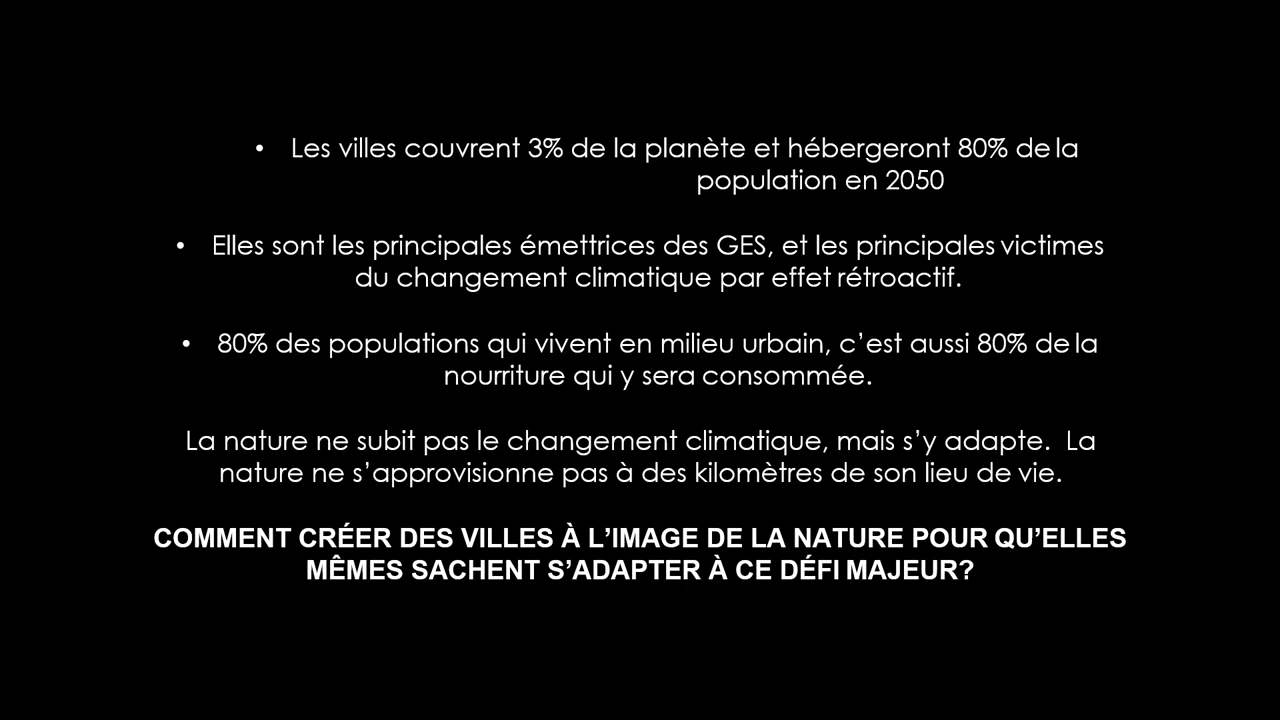 • Les villes couvrent 3% de la planète et hébergeront 80% de la
population en 2050
• Elles sont les principales émettrices des GES, et les principales victimes
du changement climatique par effet rétroactif.
• 80% des populations qui vivent en milieu urbain, c’est aussi 80% de la
nourriture qui y sera consommée.
La nature ne subit pas le changement climatique, mais s’y adapte. La
nature ne s’approvisionne pas à des kilomètres de son lieu de vie.
COMMENT CRÉER DES VILLES À L’IMAGE DE LA NATURE POUR QU’ELLES
MÊMES SACHENT S’ADAPTER À CE DÉFI MAJEUR?